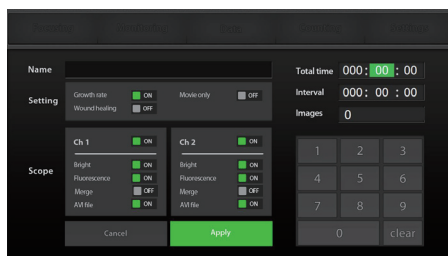 Name
Total time 000: 00 : 00
Setting
Growth rate ON
Movie only OFF
Wound healing OFF
Interval 000: 00 : 00
Images 0
Scope
Ch 1 ON
Bright ON
Fluorescence ON
Merge OFF
AVI file ON
Ch 2 ON
Bright ON
Fluorescence ON
Merge OFF
AVI file ON
1 2 3
4 5 6
7 8 9
0 clear
Cancel
Apply